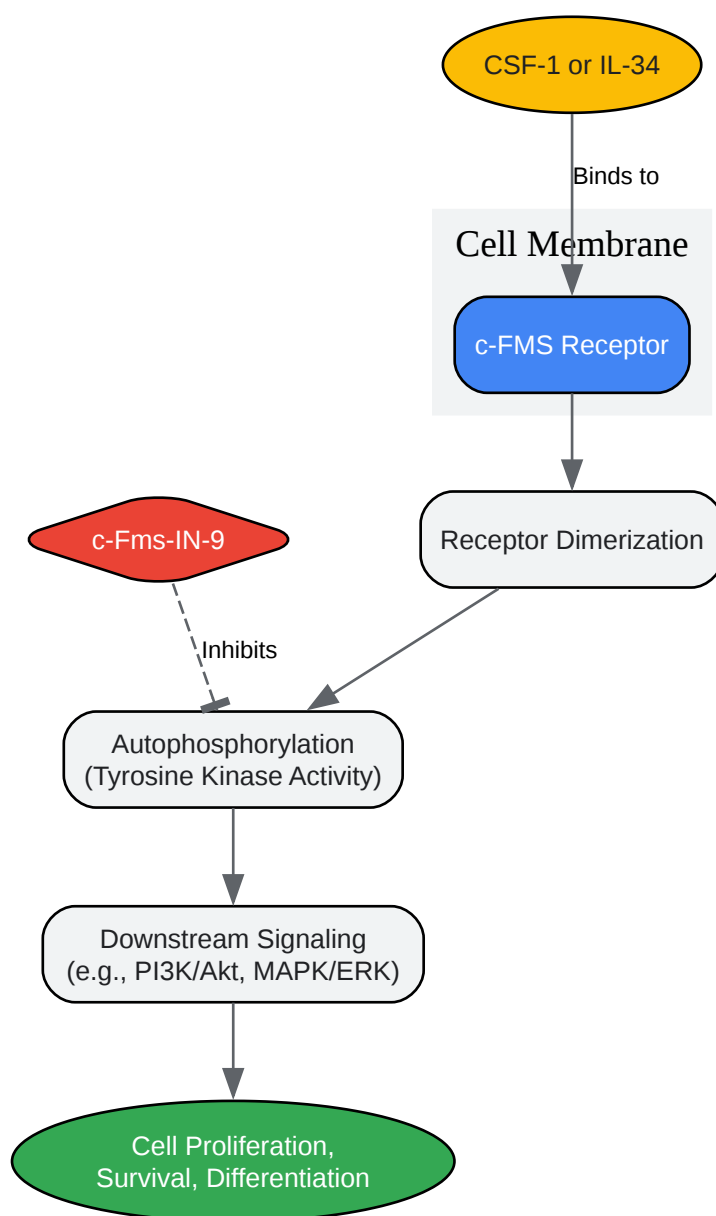 CSF-1 or IL-34
Binds to
Cell Membrane
c-FMS Receptor
c-Fms-IN-9
Receptor Dimerization
Inhibits
Autophosphorylation
(Tyrosine Kinase Activity)
Downstream Signaling
(e.g., PI3K/Akt, MAPK/ERK)
Cell Proliferation,
Survival, Differentiation